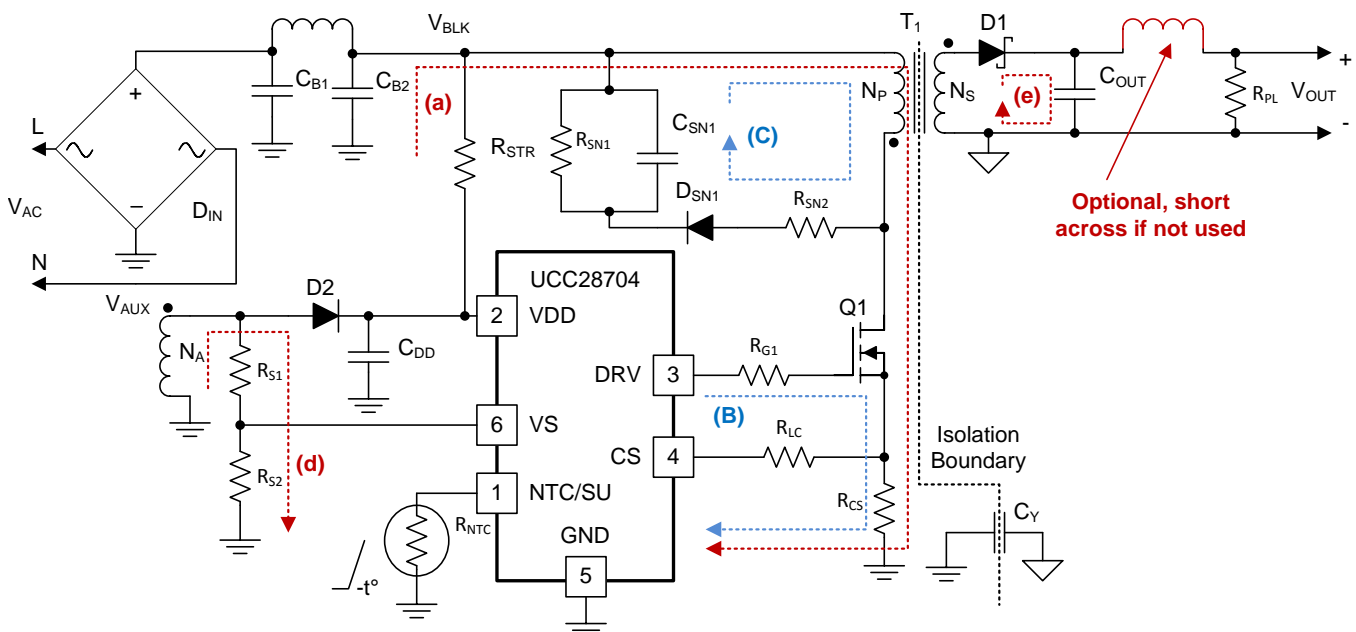 V_BLK
T_1
D1
C_B1
C_B2
(a)
N_P
N_S
(e)
C_OUT
R_PL
V_OUT
+
-
L
+
−
V_AC
D_IN
N
R_STR
R_SN1
C_SN1
(C)
D_SN1
R_SN2
Optional, short
across if not used
V_AUX
D2
UCC28704
2
VDD
Q1
N_A
R_S1
C_DD
DRV
3
R_G1
6
VS
(B)
CS
4
R_LC
Isolation
Boundary
R_S2
(d)
1
NTC/SU
R_NTC
R_CS
C_Y
GND
5
-t°